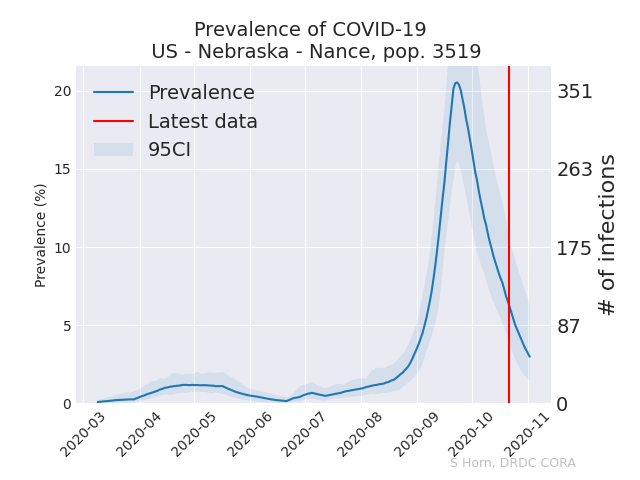 Prevalence of COVID-19
US - Nebraska - Nance, pop. 3519
Prevalence
Latest data
95CI
Prevalence (%)
20
15
10
5
0
351
263
175
87
0
# of infections
2020-03
2020-04
2020-05
2020-06
2020-07
2020-08
2020-09
2020-10
2020-11
S Horn, DRDC CORA